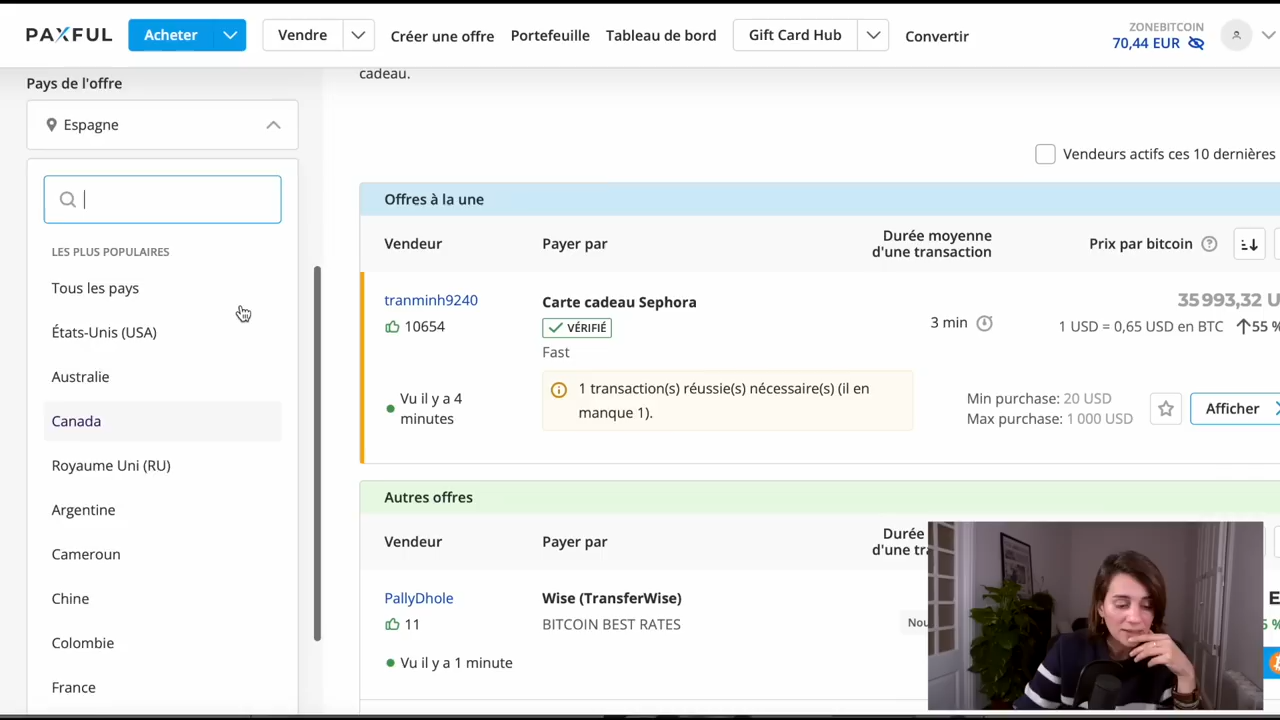 PAXFUL
Acheter
Vendre
Créer une offre
Portefeuille
Tableau de bord
Gift Card Hub
Convertir
ZONEBITCOIN
70,44 EUR
Pays de l'offre
Espagne
LES PLUS POPULAIRES
Tous les pays
États-Unis (USA)
Australie
Canada
Royaume Uni (RU)
Argentine
Cameroun
Chine
Colombie
France
cadeau.
Vendeurs actifs ces 10 dernières
Offres à la une
Vendeur
Payer par
Durée moyenne
d'une transaction
Prix par bitcoin
tranminh9240
10654
Carte cadeau Sephora
VÉRIFIÉ
Fast
3 min
35 993,32 U
1 USD = 0,65 USD en BTC
55 %
Vu il y a 4
minutes
1 transaction(s) réussie(s) nécessaire(s) (il en
manque 1).
Min purchase: 20 USD
Max purchase: 1 000 USD
Afficher
Autres offres
Vendeur
Payer par
Durée
d'une tra
PallyDhole
11
Wise (TransferWise)
BITCOIN BEST RATES
Nou
Vu il y a 1 minute